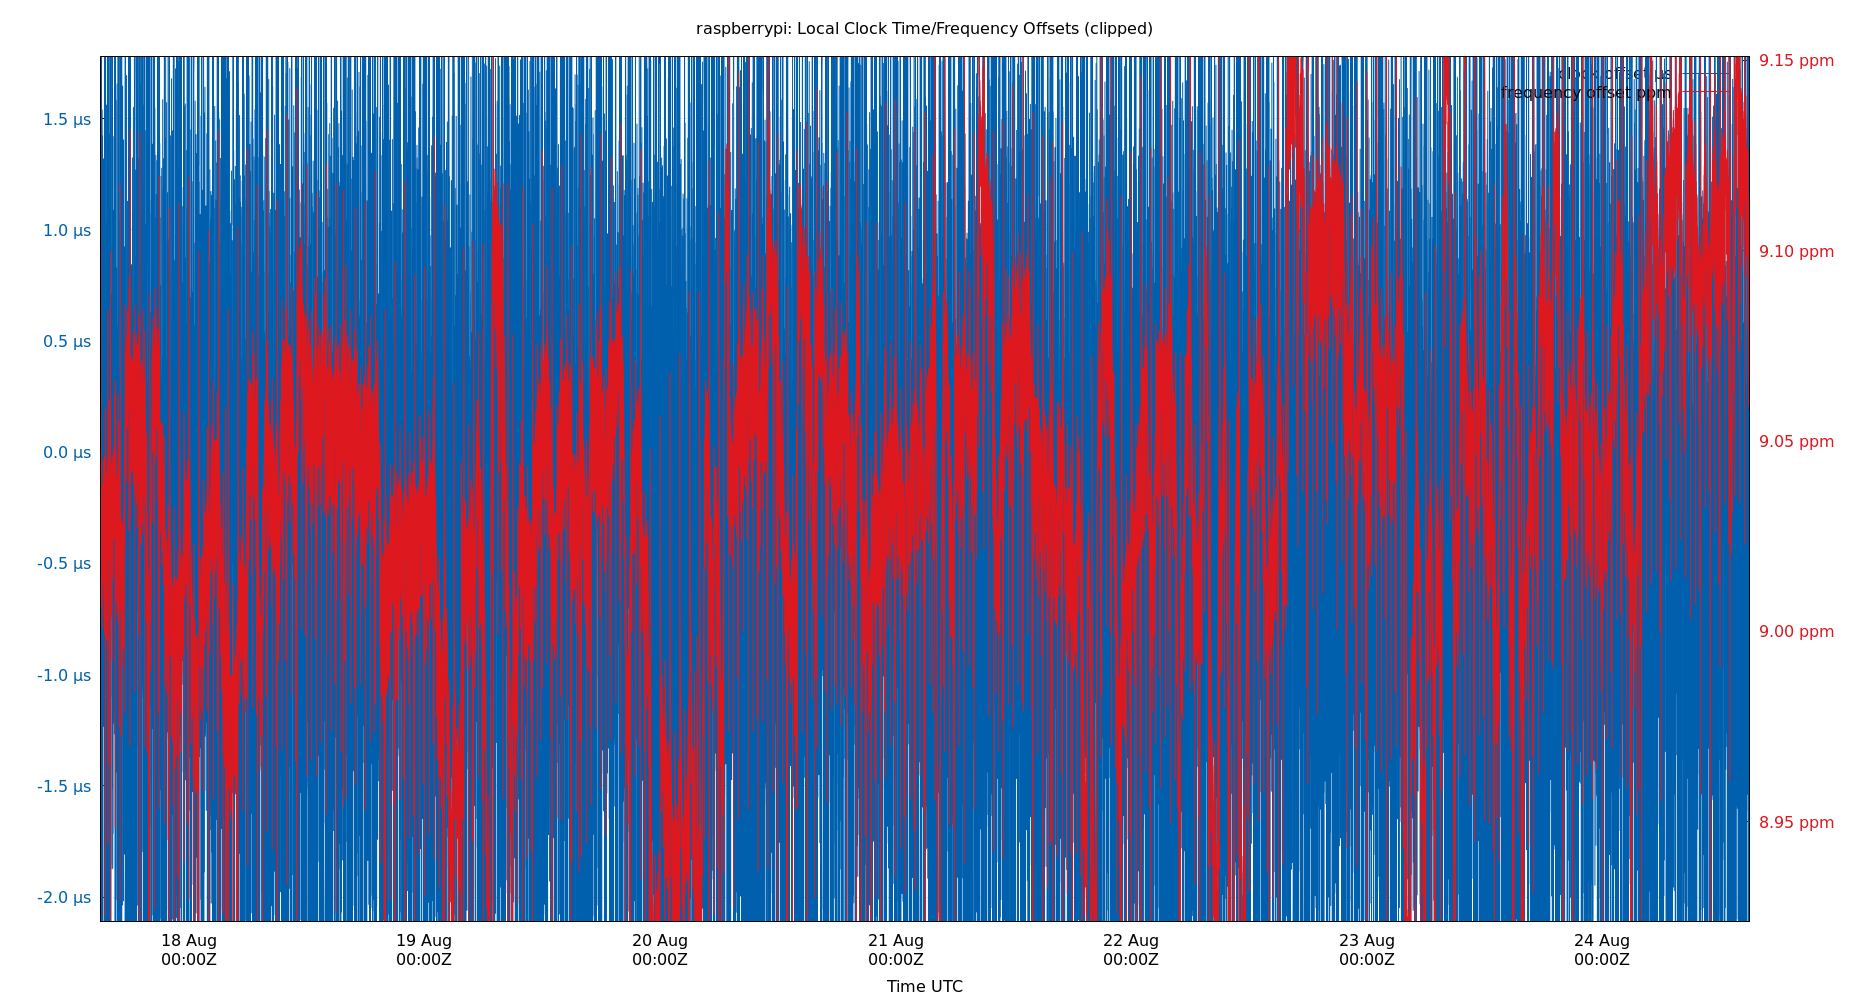 raspberrypi: Local Clock Time/Frequency Offsets (clipped)
clock offset µs
frequency offset ppm
1.5 µs
1.0 µs
0.5 µs
0.0 µs
-0.5 µs
-1.0 µs
-1.5 µs
-2.0 µs
9.15 ppm
9.10 ppm
9.05 ppm
9.00 ppm
8.95 ppm
18 Aug
00:00Z
19 Aug
00:00Z
20 Aug
00:00Z
21 Aug
00:00Z
22 Aug
00:00Z
23 Aug
00:00Z
24 Aug
00:00Z
Time UTC